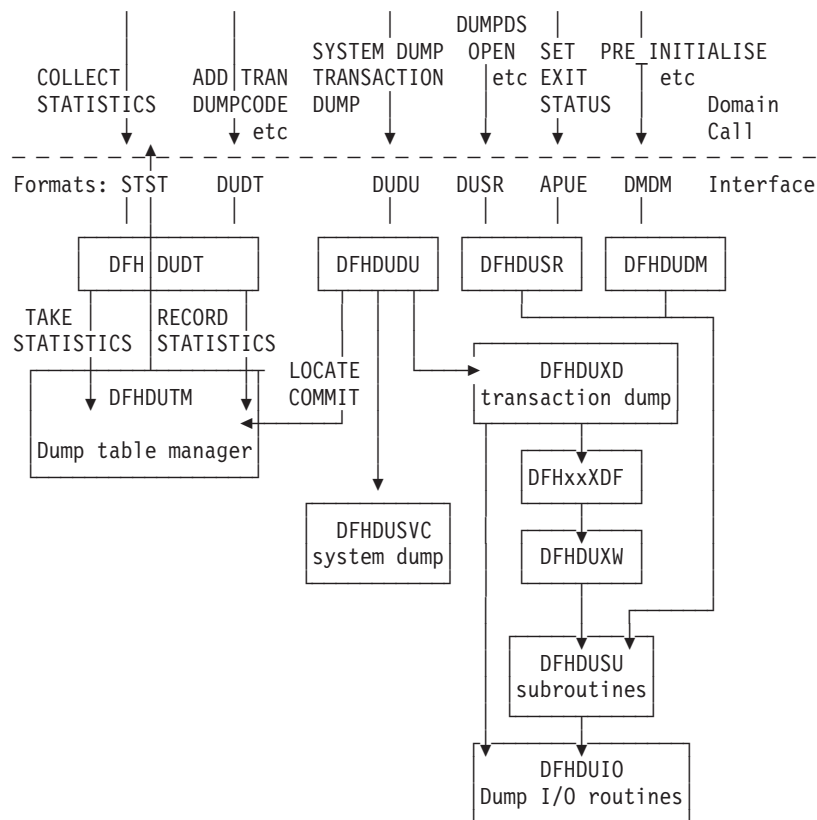 DUMPDS
SYSTEM DUMP OPEN SET PRE_INITIALISE
COLLECT ADD TRAN TRANSACTION etc EXIT etc
STATISTICS DUMPCODE DUMP STATUS Domain
etc Call
Formats: STST DUDT DUDU DUSR APUE DMDM Interface
DFH DUDT DFHDUDU DFHDUSR DFHDUDM
TAKE RECORD
STATISTICS STATISTICS
LOCATE DFHDUXD
DFHDUTM COMMIT transaction dump
Dump table manager
DFHxxXDF
DFHDUSVC
system dump DFHDUXW
DFHDUSU
subroutines
DFHDUIO
Dump I/O routines